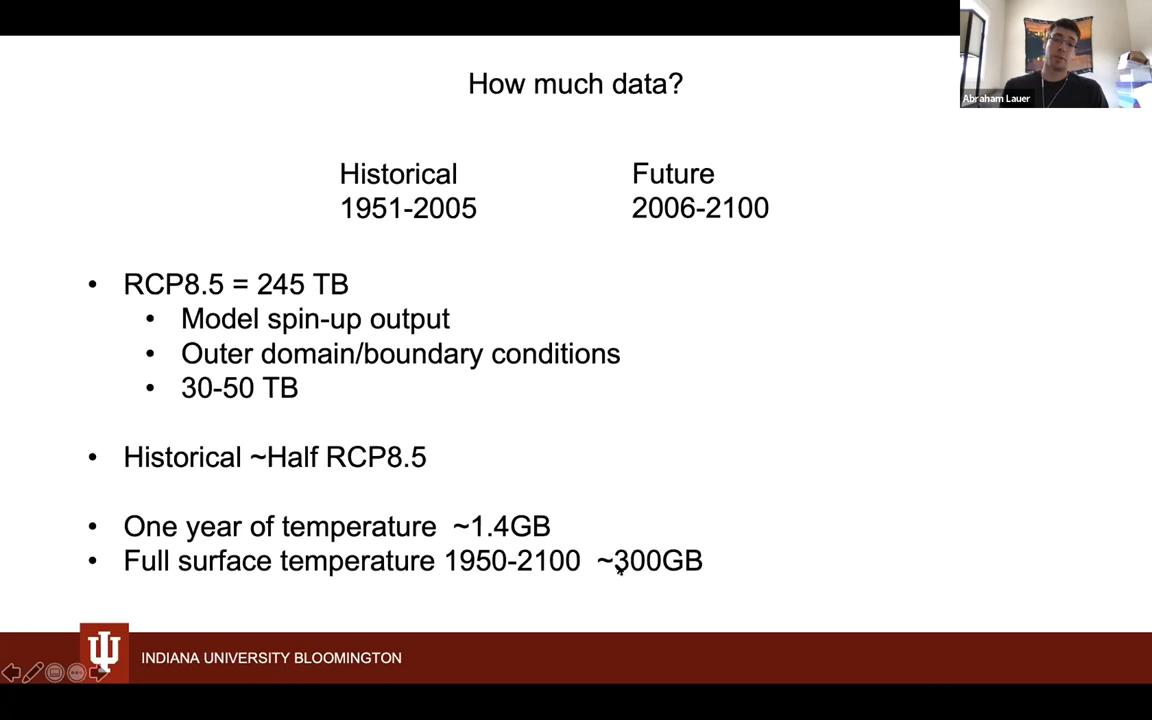 How much data?
Abraham Lauer
Historical
1951-2005
Future
2006-2100
• RCP8.5 = 245 TB
• Model spin-up output
• Outer domain/boundary conditions
• 30-50 TB
• Historical ~Half RCP8.5
• One year of temperature ~1.4GB
• Full surface temperature 1950-2100 ~300GB
INDIANA UNIVERSITY BLOOMINGTON